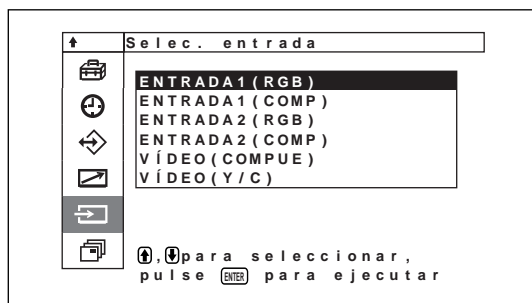 Selec. entrada
ENTRADA1(RGB)
ENTRADA1(COMP)
ENTRADA2(RGB)
ENTRADA2(COMP)
VÍDEO(COMPUE)
VÍDEO(Y/C)
↑,↓para seleccionar,
pulse ENTER para ejecutar